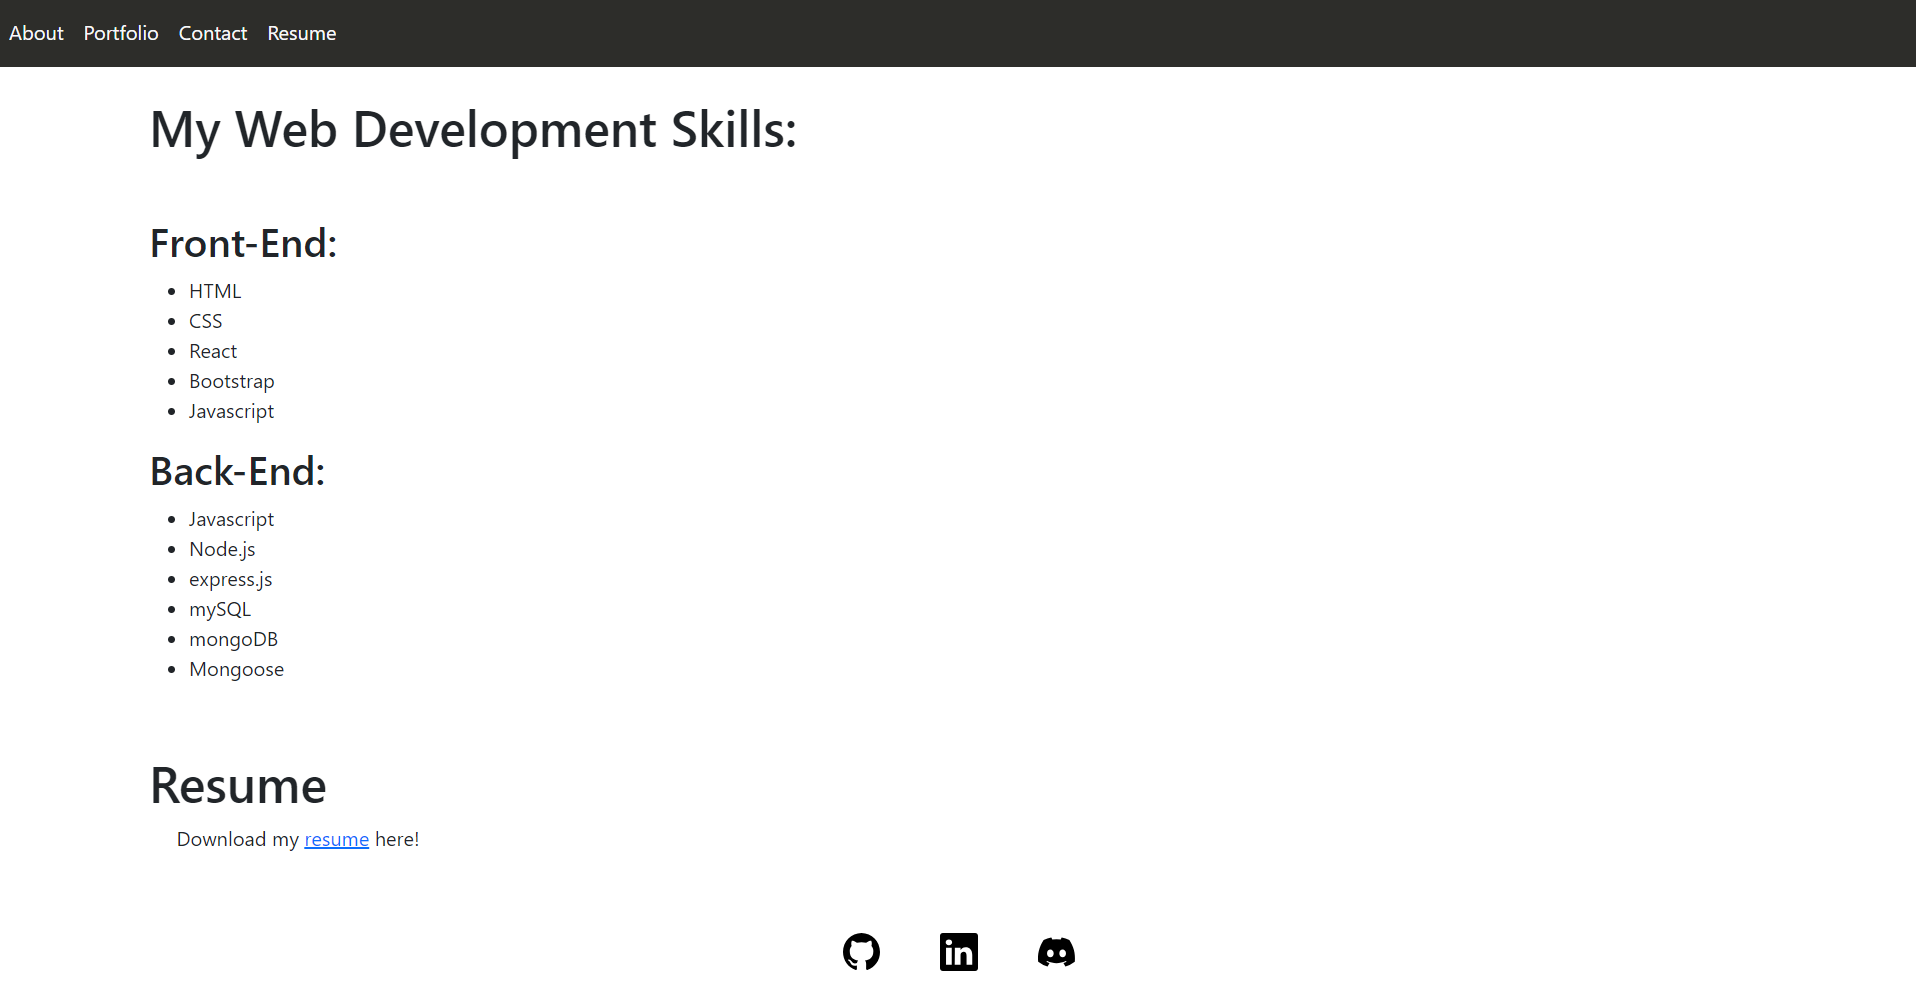 About Portfolio Contact Resume
My Web Development Skills:
Front-End:
HTML
CSS
React
Bootstrap
Javascript
Back-End:
Javascript
Node.js
express.js
mySQL
mongoDB
Mongoose
Resume
Download my resume here!
in